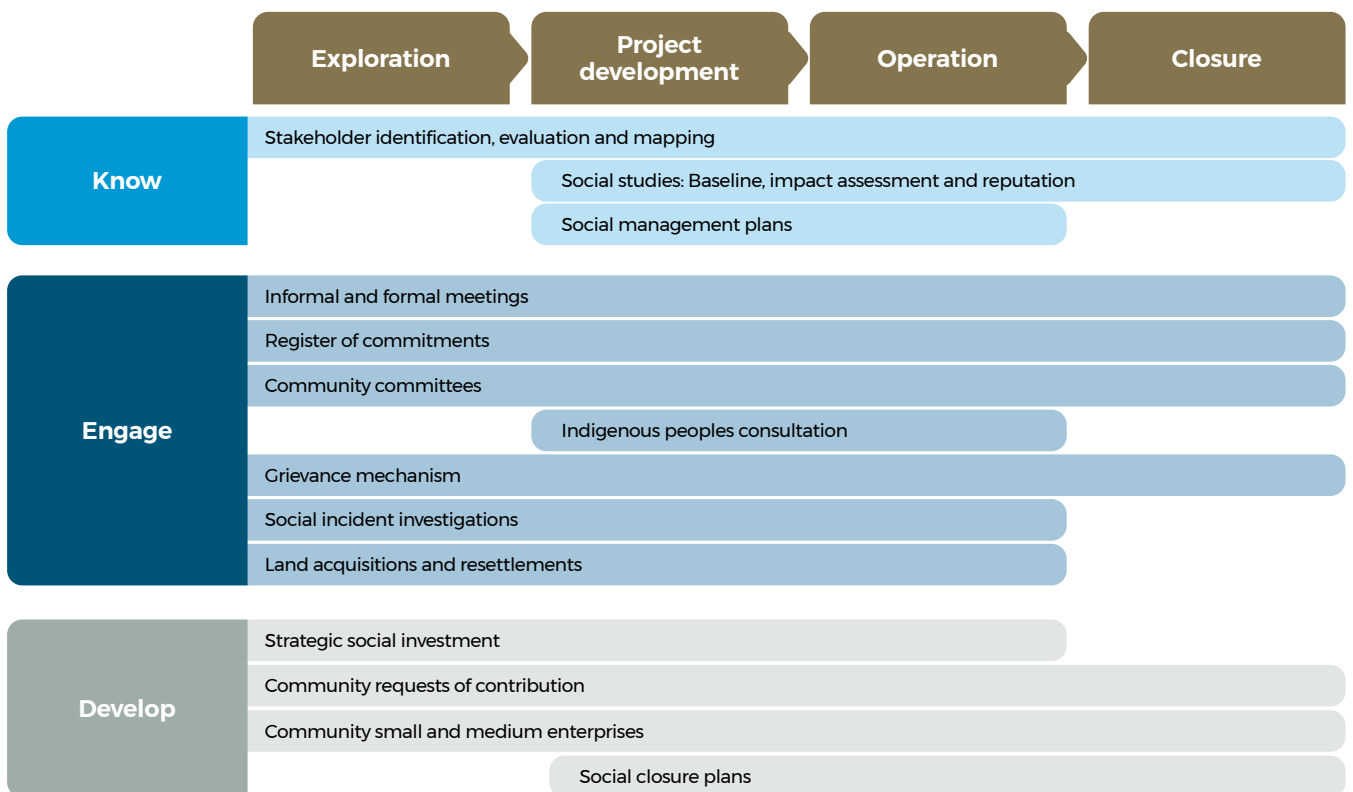 Exploration
Project
development
Operation
Closure
Know
Stakeholder identification, evaluation and mapping
Social studies: Baseline, impact assessment and reputation
Social management plans
Engage
Informal and formal meetings
Register of commitments
Community committees
Indigenous peoples consultation
Grievance mechanism
Social incident investigations
Land acquisitions and resettlements
Develop
Strategic social investment
Community requests of contribution
Community small and medium enterprises
Social closure plans